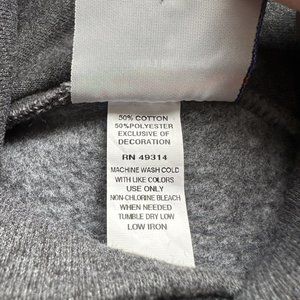 50% COTTON
50%POLYESTER
EXCLUSIVE OF
DECORATION
RN 49314
MACHINE WASH COLD
WITH LIKE COLORS
USE ONLY
NON-CHLORINE BLEACH
WHEN NEEDED
TUMBLE DRY LOW
LOW IRON